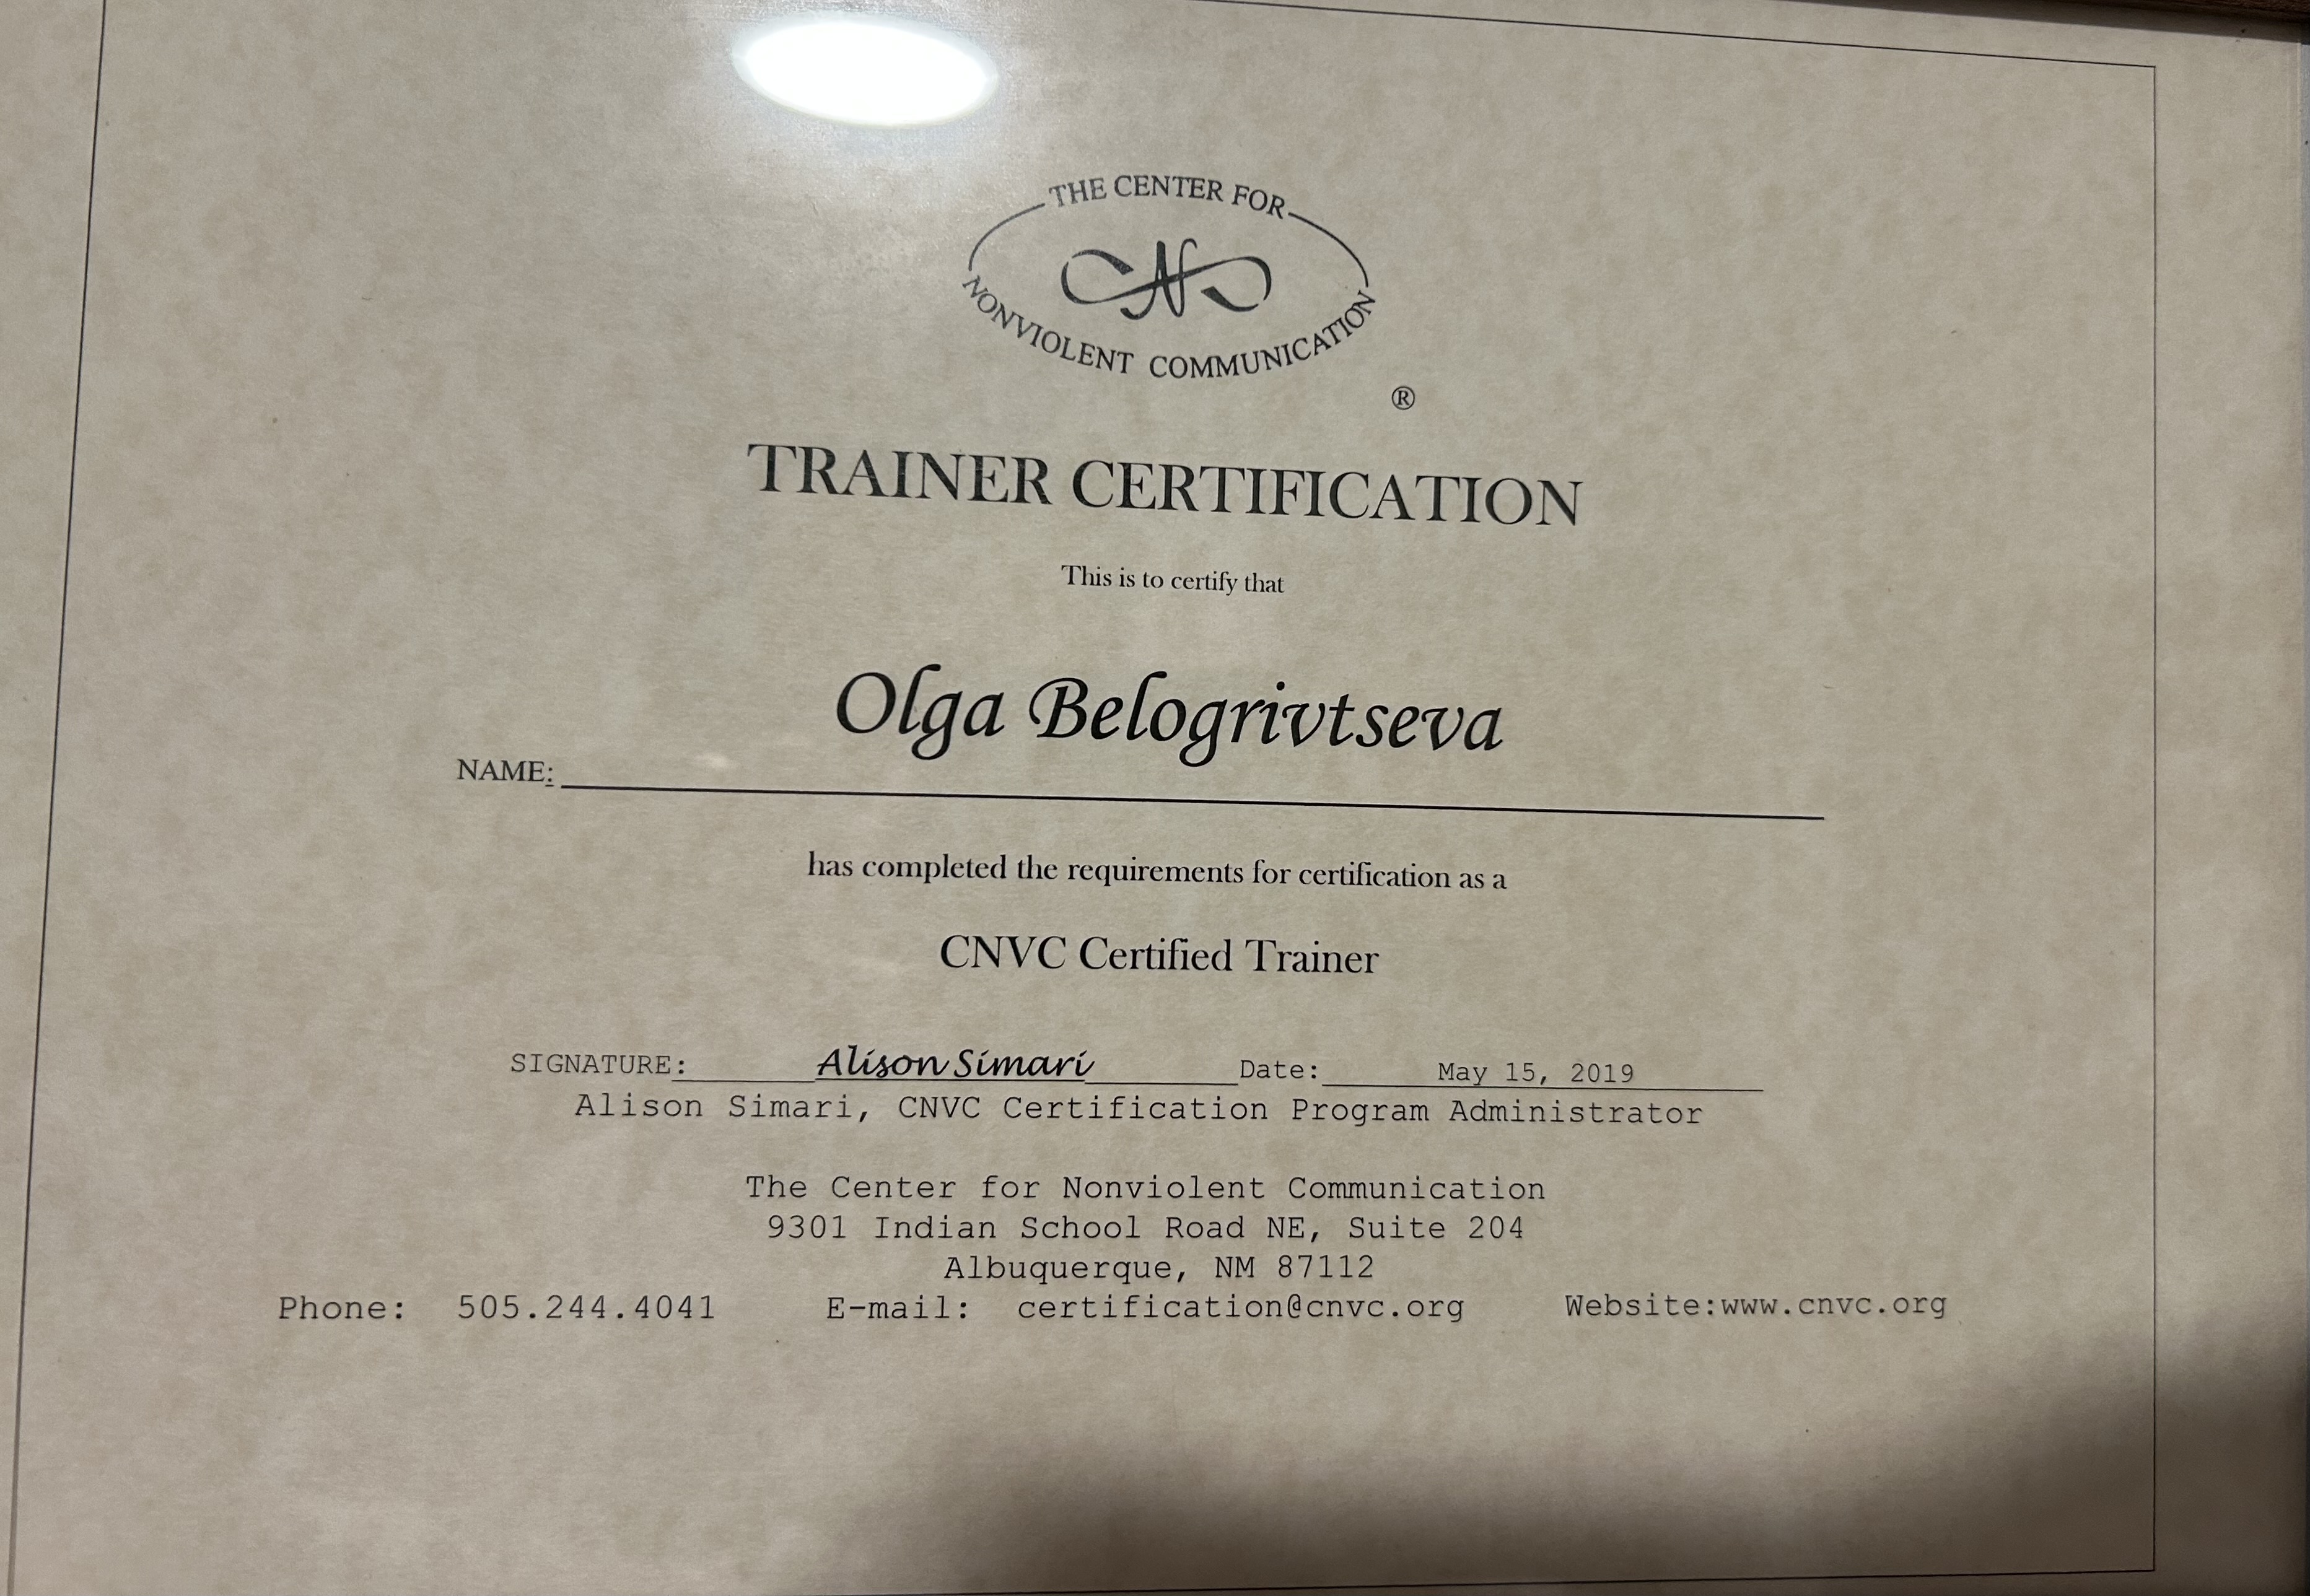 THE CENTER FOR
NONVIOLENT COMMUNICATION
®
TRAINER CERTIFICATION
This is to certify that
Olga Belogrivtseva
NAME:
has completed the requirements for certification as a
CNVC Certified Trainer
SIGNATURE: Alison Simari Date: May 15, 2019
Alison Simari, CNVC Certification Program Administrator
The Center for Nonviolent Communication
9301 Indian School Road NE, Suite 204
Albuquerque, NM 87112
Phone: 505.244.4041 E-mail: certification@cnvc.org Website:www.cnvc.org